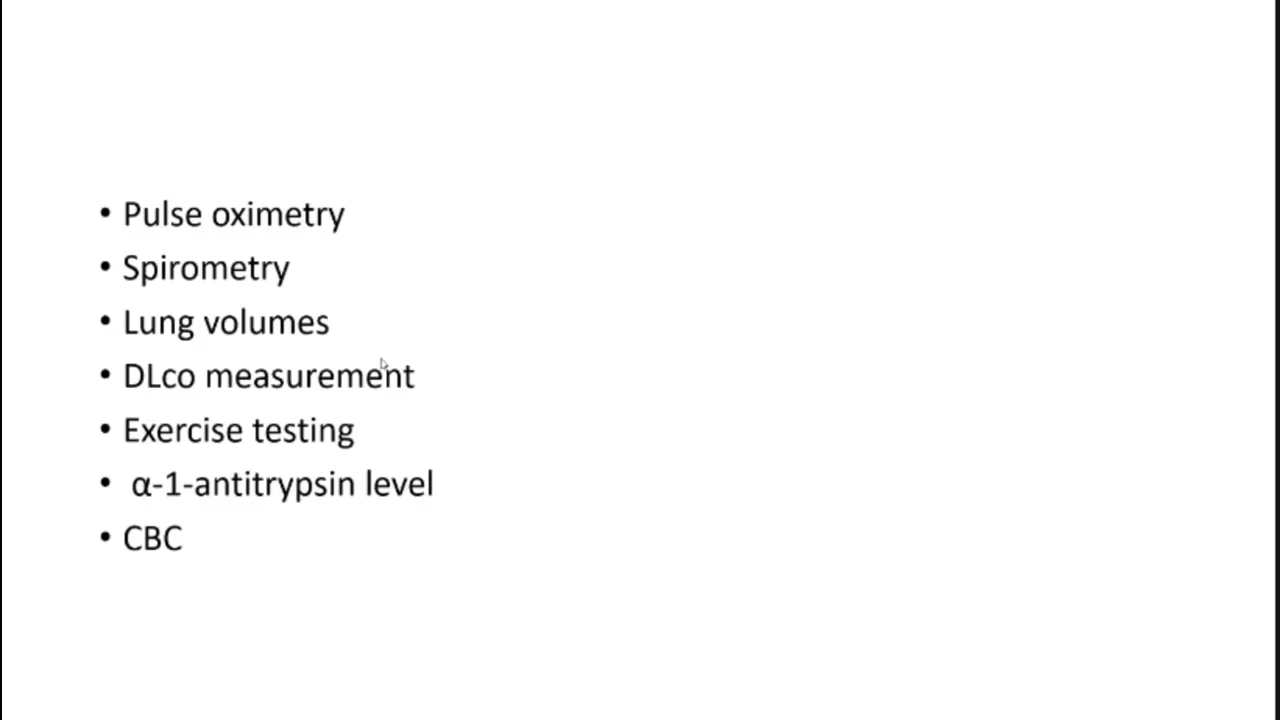 • Pulse oximetry
• Spirometry
• Lung volumes
• DLco measurement
• Exercise testing
• α-1-antitrypsin level
• CBC